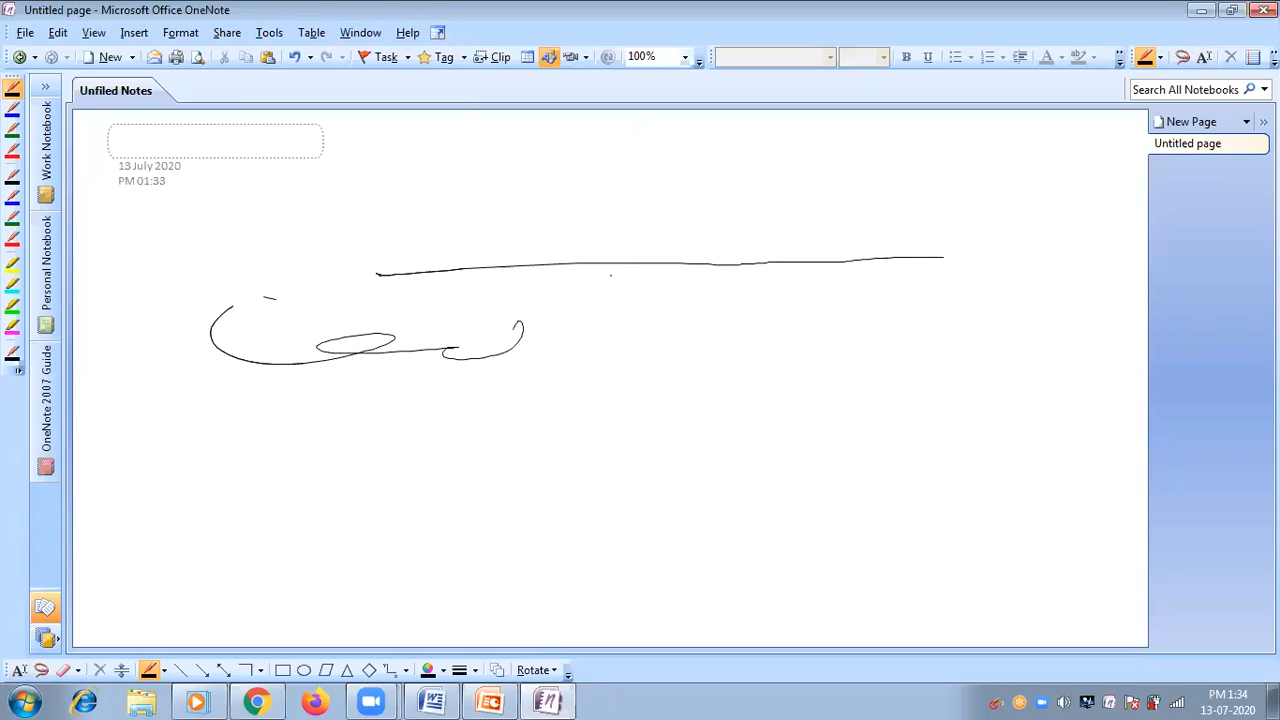 Untitled page - Microsoft Office OneNote
File Edit View Insert Format Share Tools Table Window Help
New Task Tag Clip 100% B U
Unfiled Notes
Search All Notebooks
New Page
Untitled page
13 July 2020
PM 01:33
Work Notebook
Personal Notebook
OneNote 2007 Guide
Rotate
PM 1:34
13-07-2020